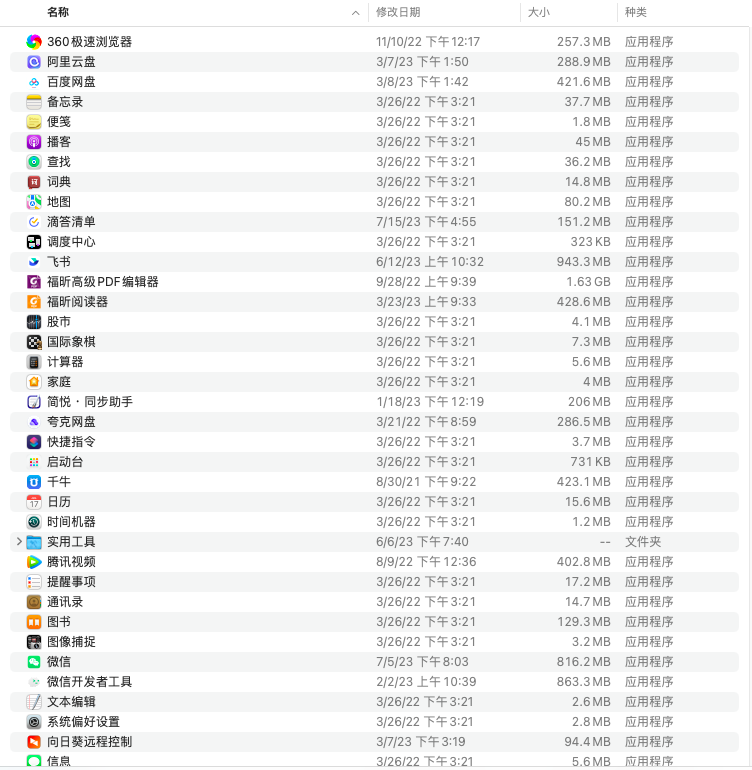 名称 修改日期 大小 种类
360极速浏览器 11/10/22 下午12:17 257.3 MB 应用程序
阿里云盘 3/7/23 下午1:50 288.9 MB 应用程序
百度网盘 3/8/23 下午1:42 421.6 MB 应用程序
备忘录 3/26/22 下午3:21 37.7 MB 应用程序
便笺 3/26/22 下午3:21 1.8 MB 应用程序
播客 3/26/22 下午3:21 45 MB 应用程序
查找 3/26/22 下午3:21 36.2 MB 应用程序
词典 3/26/22 下午3:21 14.8 MB 应用程序
地图 3/26/22 下午3:21 80.2 MB 应用程序
滴答清单 7/15/23 下午4:55 151.2 MB 应用程序
调度中心 3/26/22 下午3:21 323 KB 应用程序
飞书 6/12/23 上午10:32 943.3 MB 应用程序
福昕高级PDF编辑器 9/28/22 上午9:39 1.63 GB 应用程序
福昕阅读器 3/23/23 上午9:33 428.6 MB 应用程序
股市 3/26/22 下午3:21 4.1 MB 应用程序
国际象棋 3/26/22 下午3:21 7.3 MB 应用程序
计算器 3/26/22 下午3:21 5.6 MB 应用程序
家庭 3/26/22 下午3:21 4 MB 应用程序
简悦 · 同步助手 1/18/23 下午12:19 206 MB 应用程序
夸克网盘 3/21/22 下午8:59 286.5 MB 应用程序
快捷指令 3/26/22 下午3:21 3.7 MB 应用程序
启动台 3/26/22 下午3:21 731 KB 应用程序
千牛 8/30/21 下午9:22 423.1 MB 应用程序
日历 3/26/22 下午3:21 15.6 MB 应用程序
时间机器 3/26/22 下午3:21 1.2 MB 应用程序
实用工具 6/6/23 下午7:40 -- 文件夹
腾讯视频 8/9/22 下午12:36 402.8 MB 应用程序
提醒事项 3/26/22 下午3:21 17.2 MB 应用程序
通讯录 3/26/22 下午3:21 14.7 MB 应用程序
图书 3/26/22 下午3:21 129.3 MB 应用程序
图像捕捉 3/26/22 下午3:21 3.2 MB 应用程序
微信 7/5/23 下午8:03 816.2 MB 应用程序
微信开发者工具 2/2/23 上午10:39 863.3 MB 应用程序
文本编辑 3/26/22 下午3:21 2.6 MB 应用程序
系统偏好设置 3/26/22 下午3:21 2.8 MB 应用程序
向日葵远程控制 3/7/23 下午3:19 94.4 MB 应用程序
信息 3/26/22 下午3:21 5.6 MB 应用程序